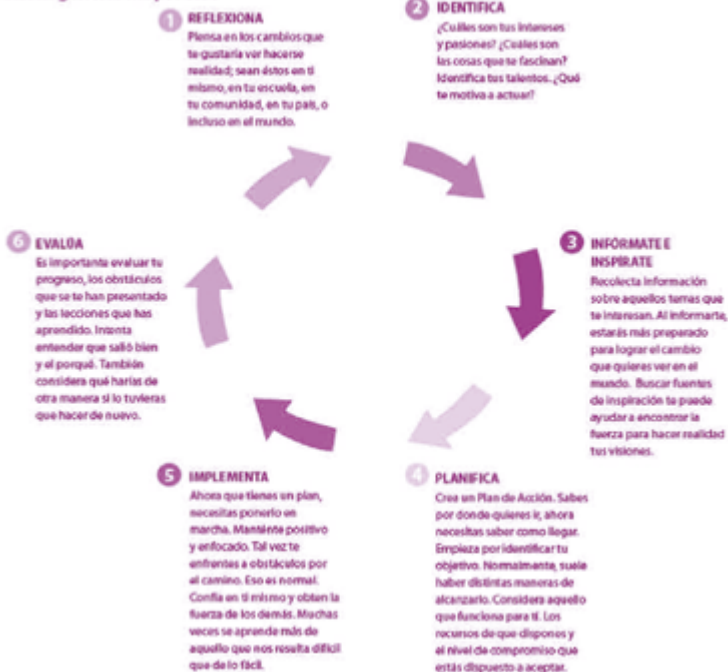 1 REFLEXIONA
Piensa en los cambios que
te gustaría ver hacerse
realidad; sean éstos en ti
mismo, en tu escuela, en
tu comunidad, en tu país, o
incluso en el mundo.
2 IDENTIFICA
¿Cuáles son tus intereses
y pasiones? ¿Cuáles son
las cosas que te fascinan?
Identifica tus talentos. ¿Qué
te motiva a actuar?
3 INFÓRMATE E
INSPÍRATE
Recolecta información
sobre aquellos temas que
te interesan. Al informarte,
estarás más preparado
para lograr el cambio
que quieres ver en el
mundo. Buscar fuentes
de inspiración te puede
ayudar a encontrar la
fuerza para hacer realidad
tus visiones.
4 PLANIFICA
Crea un Plan de Acción. Sabes
por donde quieres ir, ahora
necesitas saber como llegar.
Empieza por identificar tu
objetivo. Normalmente, suele
haber distintas maneras de
alcanzarlo. Considera aquello
que funciona para ti. Los
recursos de que dispones y
el nivel de compromiso que
estás dispuesto a aceptar.
5 IMPLEMENTA
Ahora que tienes un plan,
necesitas ponerlo en
marcha. Manténte positivo
y enfocado. Tal vez te
enfrentes a obstáculos por
el camino. Eso es normal.
Confía en ti mismo y obten la
fuerza de los demás. Muchas
veces se aprende más de
aquello que nos resulta difícil
que de lo fácil.
6 EVALÚA
Es importante evaluar tu
progreso, los obstáculos
que se te han presentado
y las lecciones que has
aprendido. Intenta
entender que salió bien
y el porqué. También
considera qué harías de
otra manera si lo tuvieras
que hacer de nuevo.